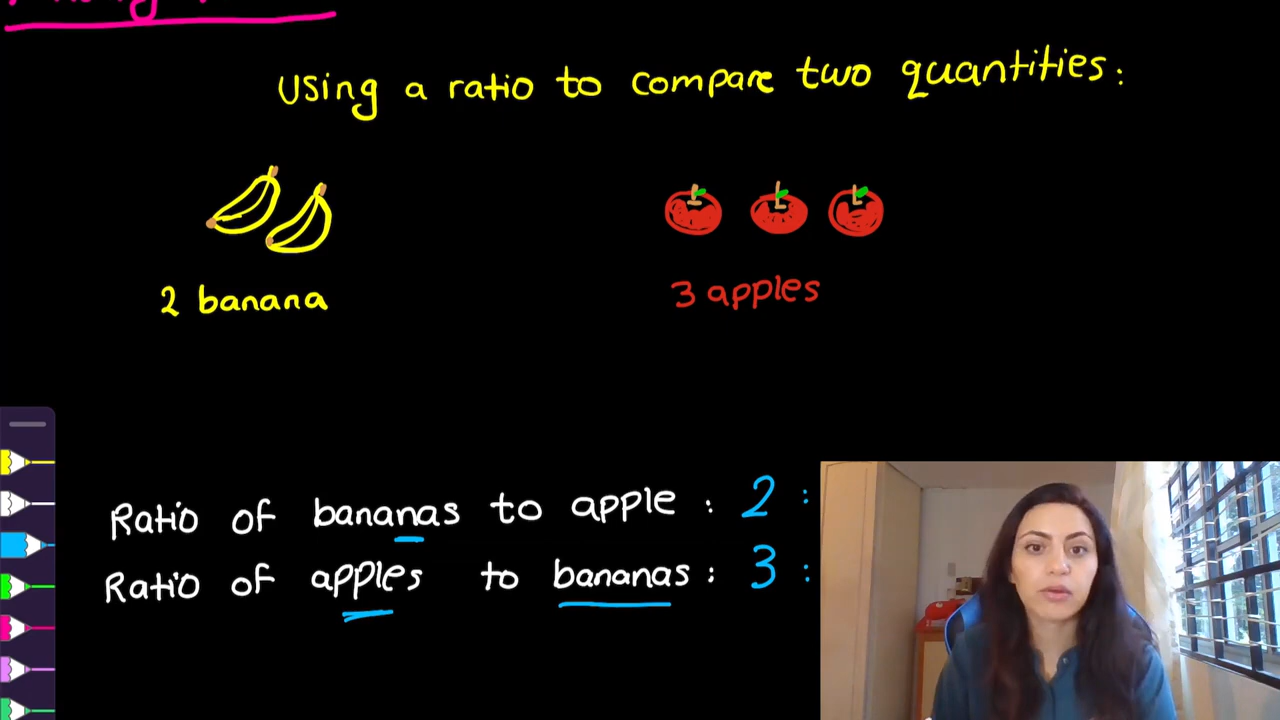 Using a ratio to compare two quantities:
2 banana
3 apples
Ratio of bananas to apple : 2 :
Ratio of apples to bananas : 3 :